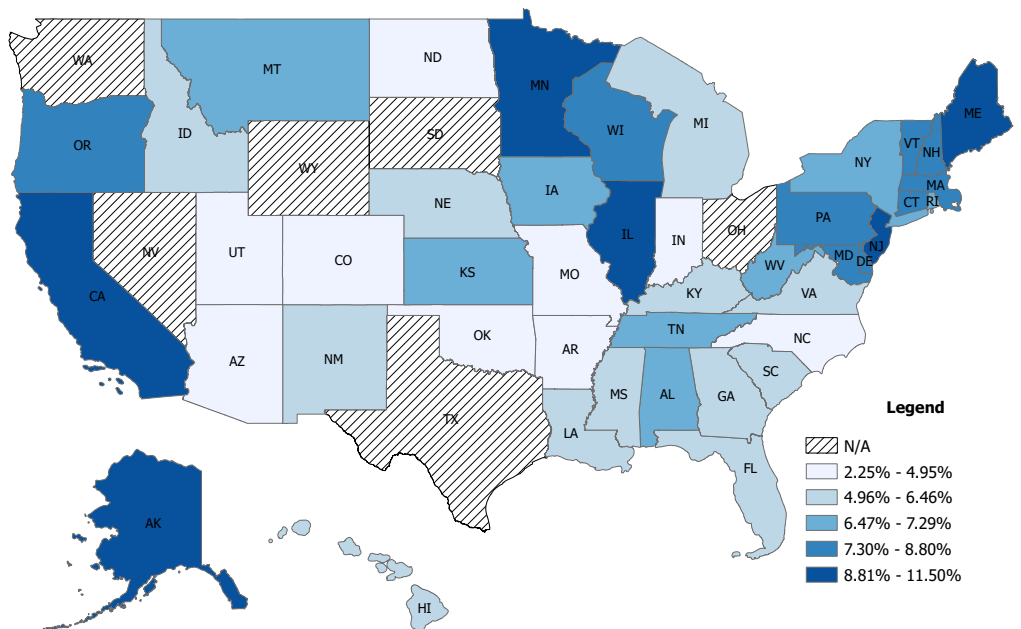 WA
MT
ND
MN
ME
OR
ID
SD
WI
MI
VT
NH
WY
NY
MA
CT
RI
NE
IA
PA
NV
UT
CO
IL
IN
OH
NJ
MD
DE
KS
MO
WV
CA
KY
VA
AZ
NM
OK
AR
TN
NC
MS
AL
GA
SC
TX
LA
FL
AK
HI
Legend
N/A
2.25% - 4.95%
4.96% - 6.46%
6.47% - 7.29%
7.30% - 8.80%
8.81% - 11.50%